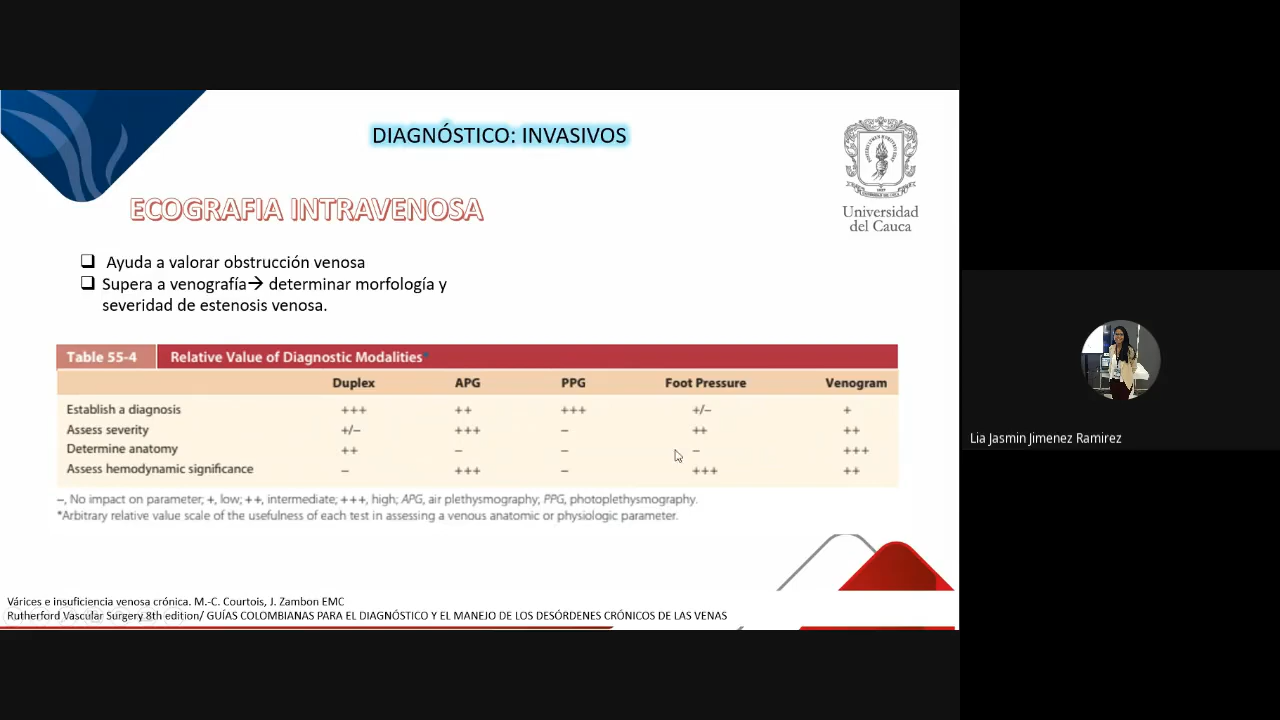 DIAGNÓSTICO: INVASIVOS
Universidad
del Cauca
ECOGRAFIA INTRAVENOSA
❑ Ayuda a valorar obstrucción venosa
❑ Supera a venografía→ determinar morfología y
severidad de estenosis venosa.
Table 55-4 Relative Value of Diagnostic Modalities*
Duplex APG PPG Foot Pressure Venogram
Establish a diagnosis +++ ++ +++ +/– +
Assess severity +/– +++ – ++ ++
Determine anatomy ++ – – – +++
Assess hemodynamic significance – +++ – +++ ++
–, No impact on parameter; +, low; ++, intermediate; +++, high; APG, air plethysmography; PPG, photoplethysmography.
*Arbitrary relative value scale of the usefulness of each test in assessing a venous anatomic or physiologic parameter.
Várices e insuficiencia venosa crónica. M.-C. Courtois, J. Zambon EMC
Rutherford Vascular Surgery 8th edition/ GUÍAS COLOMBIANAS PARA EL DIAGNÓSTICO Y EL MANEJO DE LOS DESÓRDENES CRÓNICOS DE LAS VENAS
Lia Jasmin Jimenez Ramirez